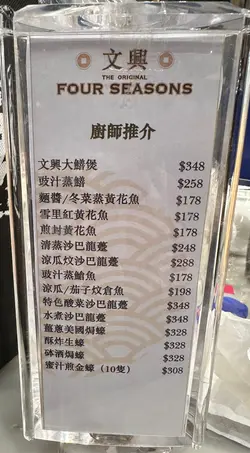 文興
THE ORIGINAL
FOUR SEASONS
廚師推介
文興大鱔煲 $348
豉汁蒸鱔 $258
麵醬/冬菜蒸黃花魚 $178
雪里紅黃花魚 $178
煎封黃花魚 $178
清蒸沙巴龍躉 $248
涼瓜炆沙巴龍躉 $288
豉汁蒸鱠魚 $178
涼瓜/茄子炆倉魚 $198
特色酸菜沙巴龍躉 $348
水煮沙巴龍躉 $348
薑蔥美國焗蠔 $328
酥炸生蠔 $328
砵酒焗蠔 $328
蜜汁煎金蠔 (10隻) $308